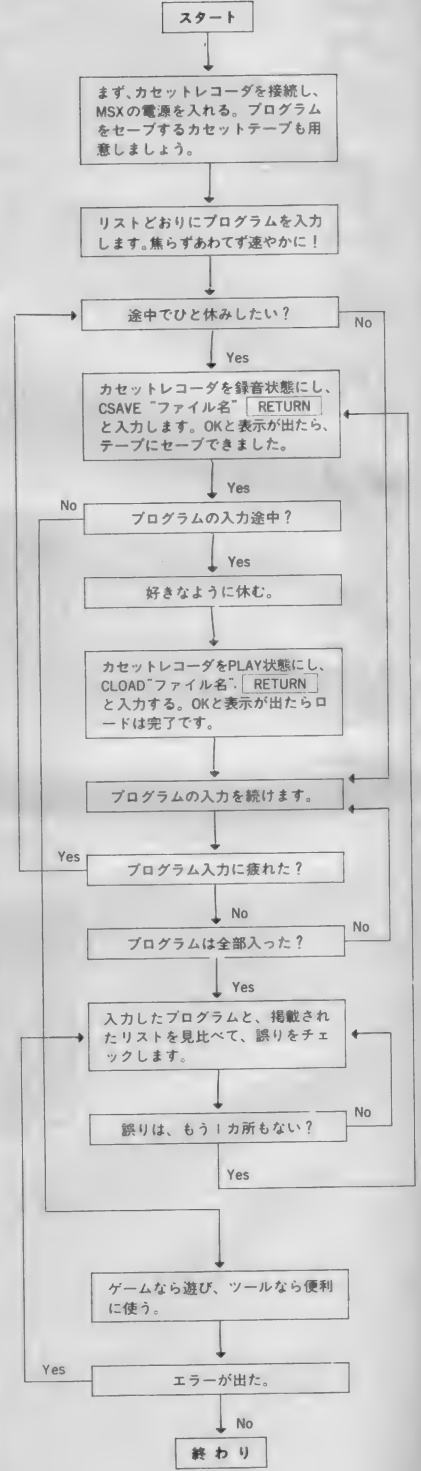 スタート
まず、カセットレコーダを接続し、
MSXの電源を入れる。プログラム
をセーブするカセットテープも用
意しましょう。
リストどおりにプログラムを入力
します。焦らずあわてず速やかに!
途中でひと休みしたい?
No
Yes
カセットレコーダを録音状態にし、
CSAVE "ファイル名" RETURN
と入力します。OKと表示が出たら、
テープにセーブできました。
Yes
No
プログラムの入力途中?
Yes
好きなように休む。
カセットレコーダをPLAY状態にし、
CLOAD"ファイル名". RETURN
と入力する。OKと表示が出たらロ
ードは完了です。
プログラムの入力を続けます。
Yes
プログラム入力に疲れた?
No
プログラムは全部入った?
No
Yes
入力したプログラムと、掲載され
たリストを見比べて、誤りをチェ
ックします。
誤りは、もう1カ所もない?
No
Yes
ゲームなら遊び、ツールなら便利
に使う。
Yes
エラーが出た。
No
終わり